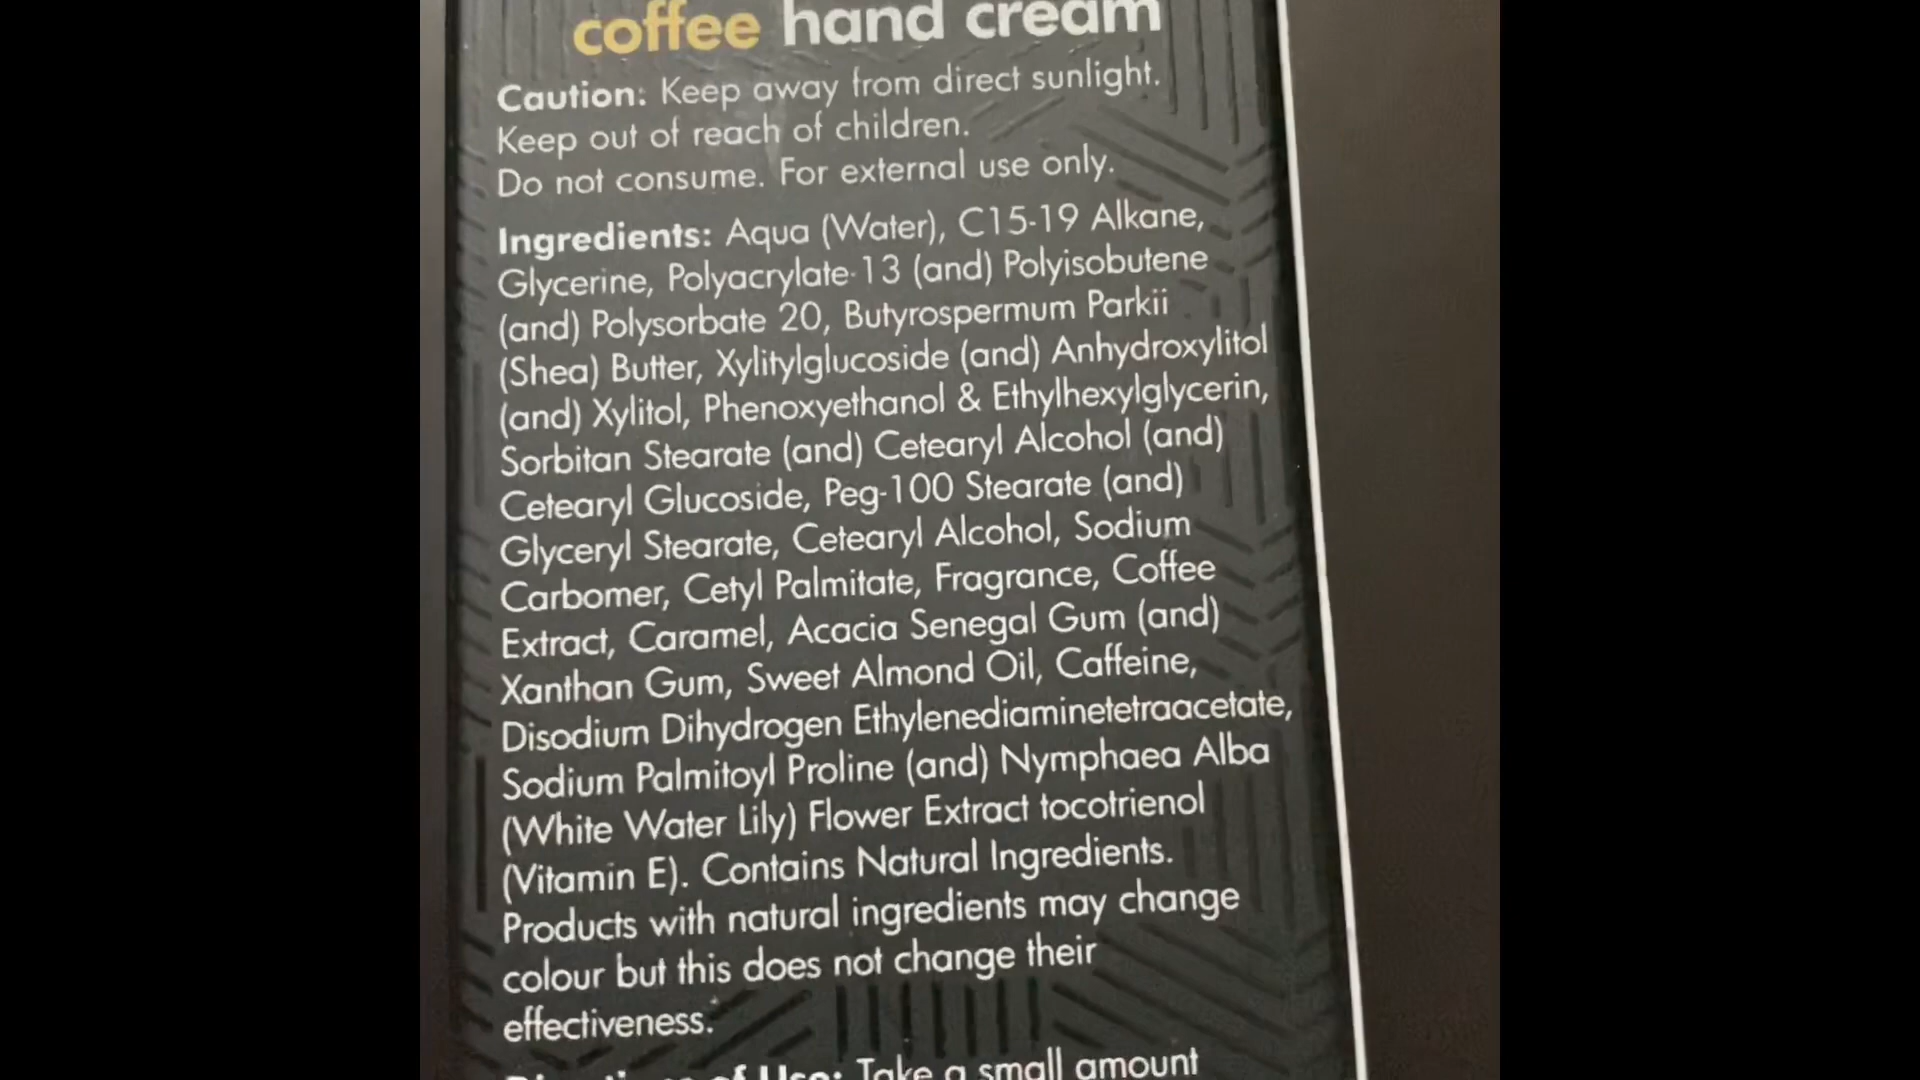 coffee hand cream
Caution: Keep away from direct sunlight.
Keep out of reach of children.
Do not consume. For external use only.
Ingredients: Aqua (Water), C15-19 Alkane,
Glycerine, Polyacrylate-13 (and) Polyisobutene
(and) Polysorbate 20, Butyrospermum Parkii
(Shea) Butter, Xylitylglucoside (and) Anhydroxylitol
(and) Xylitol, Phenoxyethanol & Ethylhexylglycerin,
Sorbitan Stearate (and) Cetearyl Alcohol (and)
Cetearyl Glucoside, Peg-100 Stearate (and)
Glyceryl Stearate, Cetearyl Alcohol, Sodium
Carbomer, Cetyl Palmitate, Fragrance, Coffee
Extract, Caramel, Acacia Senegal Gum (and)
Xanthan Gum, Sweet Almond Oil, Caffeine,
Disodium Dihydrogen Ethylenediaminetetraacetate,
Sodium Palmitoyl Proline (and) Nymphaea Alba
(White Water Lily) Flower Extract tocotrienol
(Vitamin E). Contains Natural Ingredients.
Products with natural ingredients may change
colour but this does not change their
effectiveness.
Directions of Use: Take a small amount